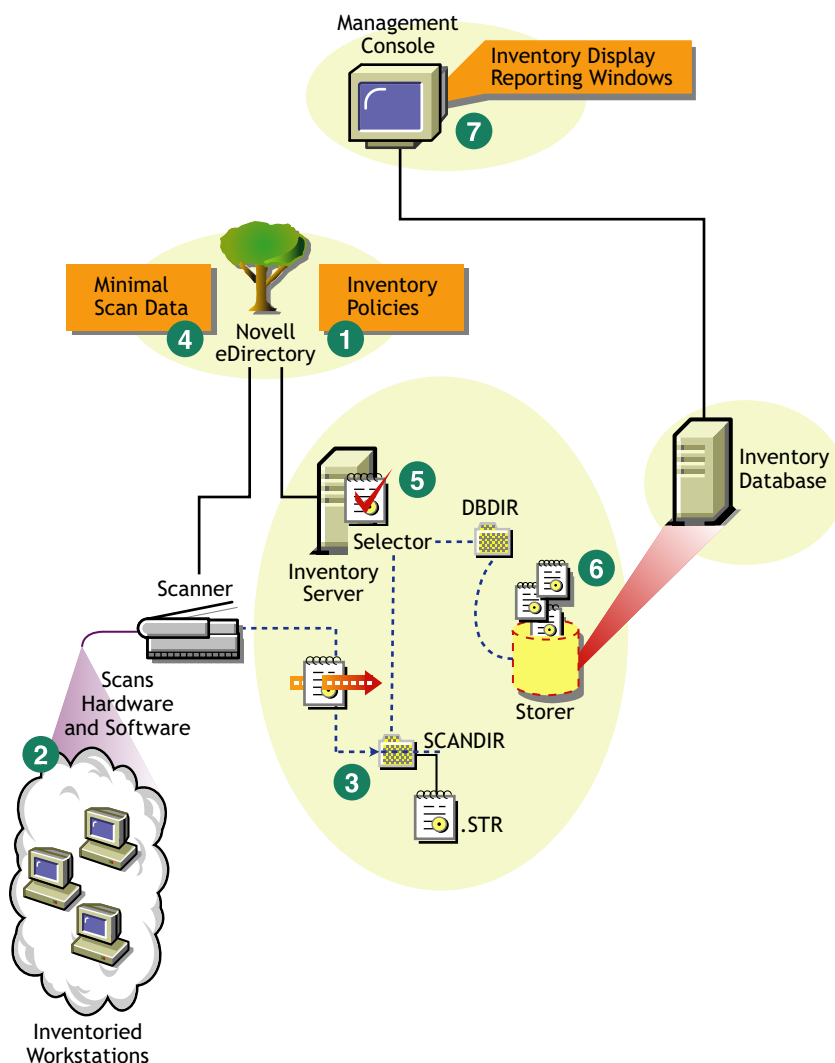 Management
Console
Inventory Display
Reporting Windows
7
Minimal
Scan Data
4
Inventory
Policies
1
Novell
eDirectory
Inventory
Database
5
DBDIR
Selector
6
Inventory
Server
Scanner
Scans
Hardware
and Software
Storer
2
SCANDIR
3
.STR
Inventoried
Workstations